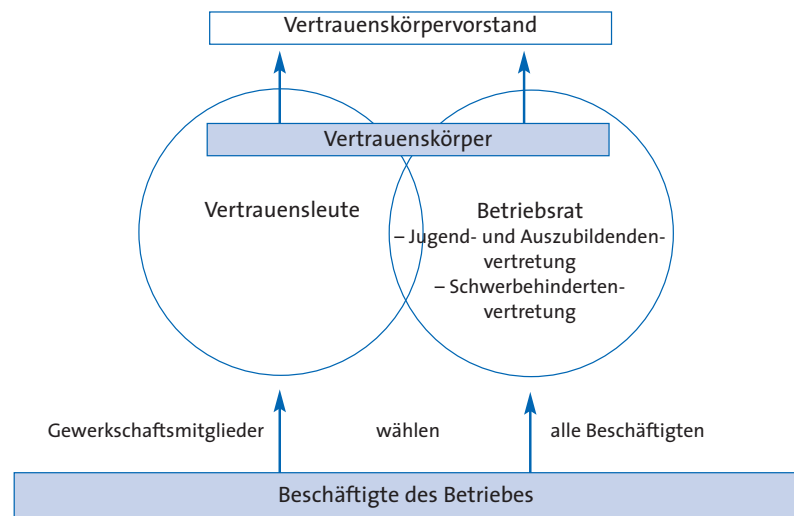 Vertrauenskörpervorstand
Vertrauenskörper
Vertrauensleute
Betriebsrat
– Jugend- und Auszubildenden-
vertretung
– Schwerbehinderten-
vertretung
Gewerkschaftsmitglieder wählen alle Beschäftigten
Beschäftigte des Betriebes